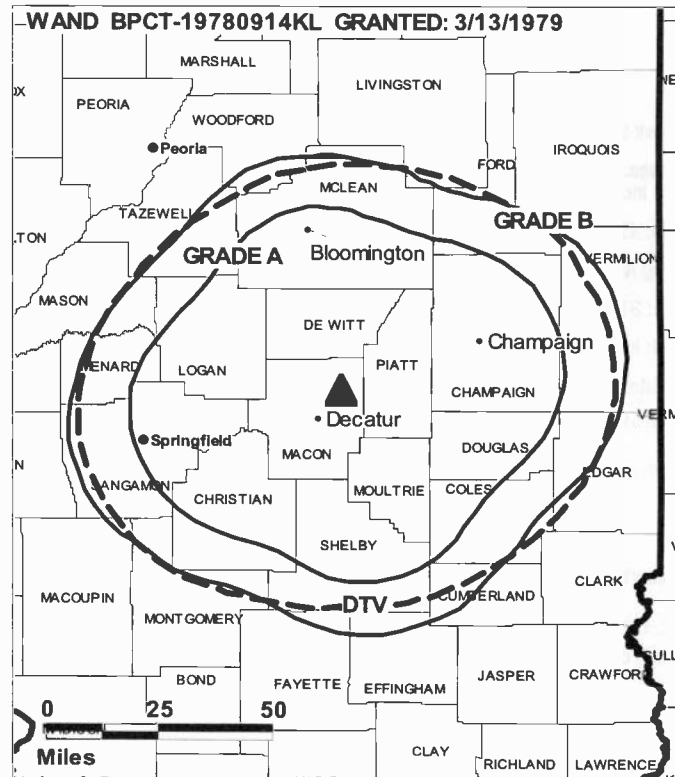 WAND BPCT-19780914KL GRANTED: 3/13/1979
MARSHALL
LIVINGSTON
PEORIA
WOODFORD
Peoria
FORD
IROQUOIS
MCLEAN
TAZEWELL
GRADE B
GRADE A
Bloomington
VERMILION
MASON
DE WITT
Champaign
MENARD
LOGAN
PIATT
CHAMPAIGN
Decatur
Springfield
MACON
DOUGLAS
EDGAR
SANGAMON
CHRISTIAN
MOULTRIE
COLES
SHELBY
CLARK
MACOUPIN
DTV
CUMBERLAND
MONTGOMERY
BOND
FAYETTE
EFFINGHAM
JASPER
CRAWFORD
0 25 50
Miles
CLAY
RICHLAND
LAWRENCE